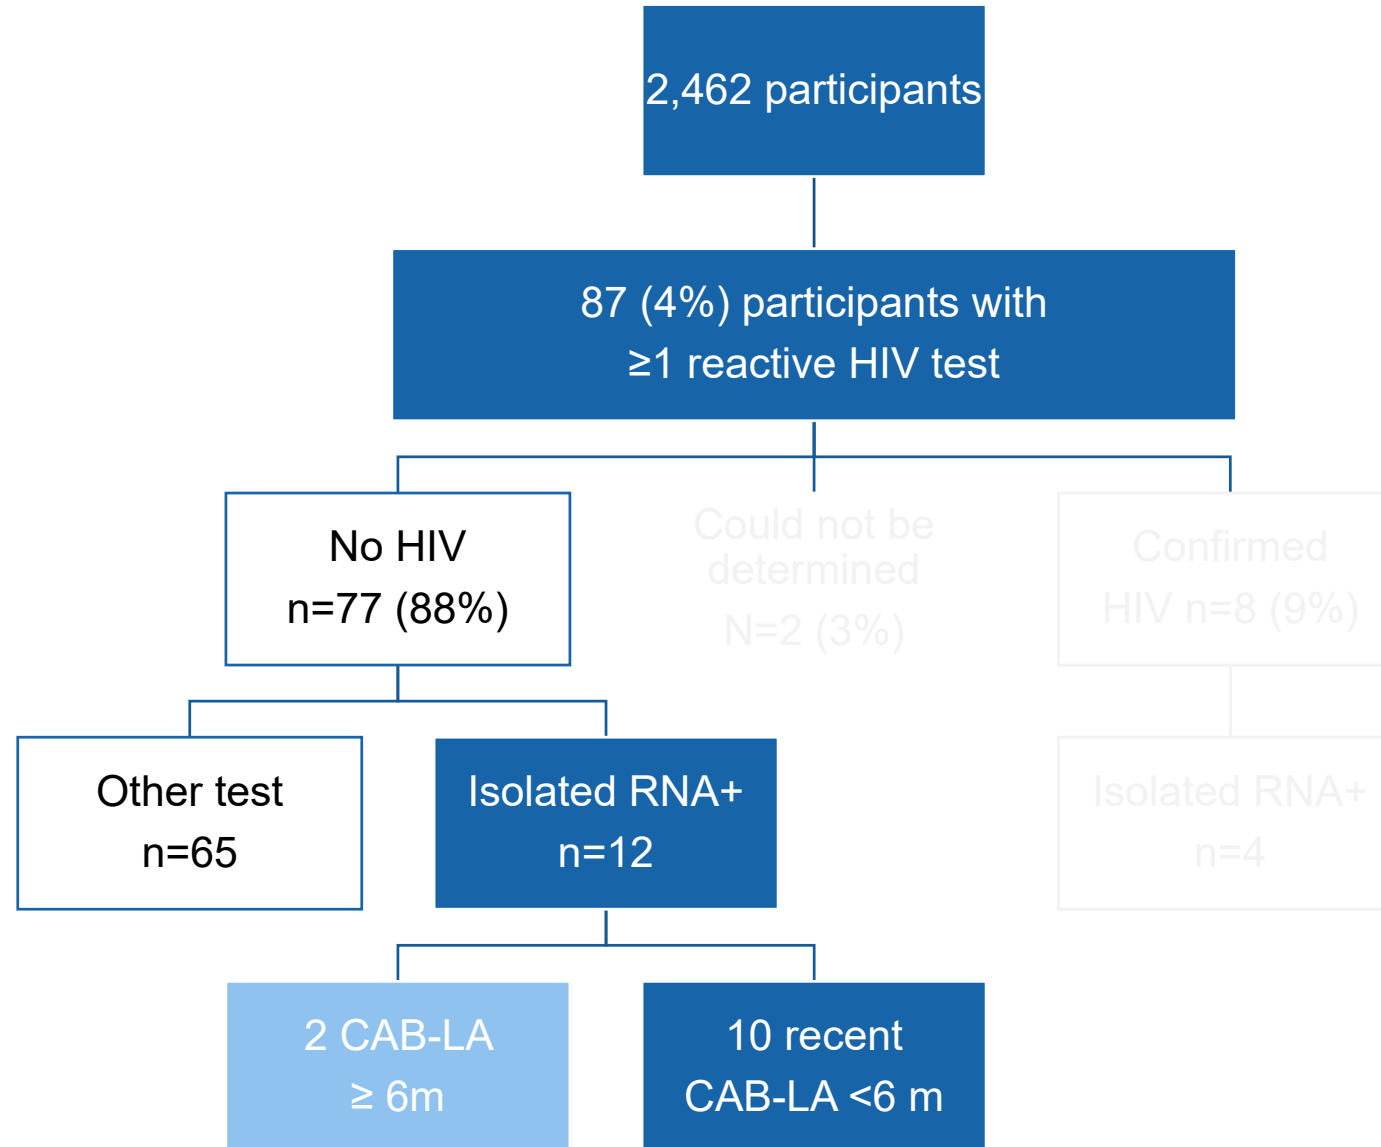 2,462 participants
87 (4%) participants with
≥1 reactive HIV test
No HIV
n=77 (88%)
Could not be
determined
N=2 (3%)
Confirmed
HIV n=8 (9%)
Other test
n=65
Isolated RNA+
n=12
Isolated RNA+
n=4
2 CAB-LA
≥ 6m
10 recent
CAB-LA <6 m